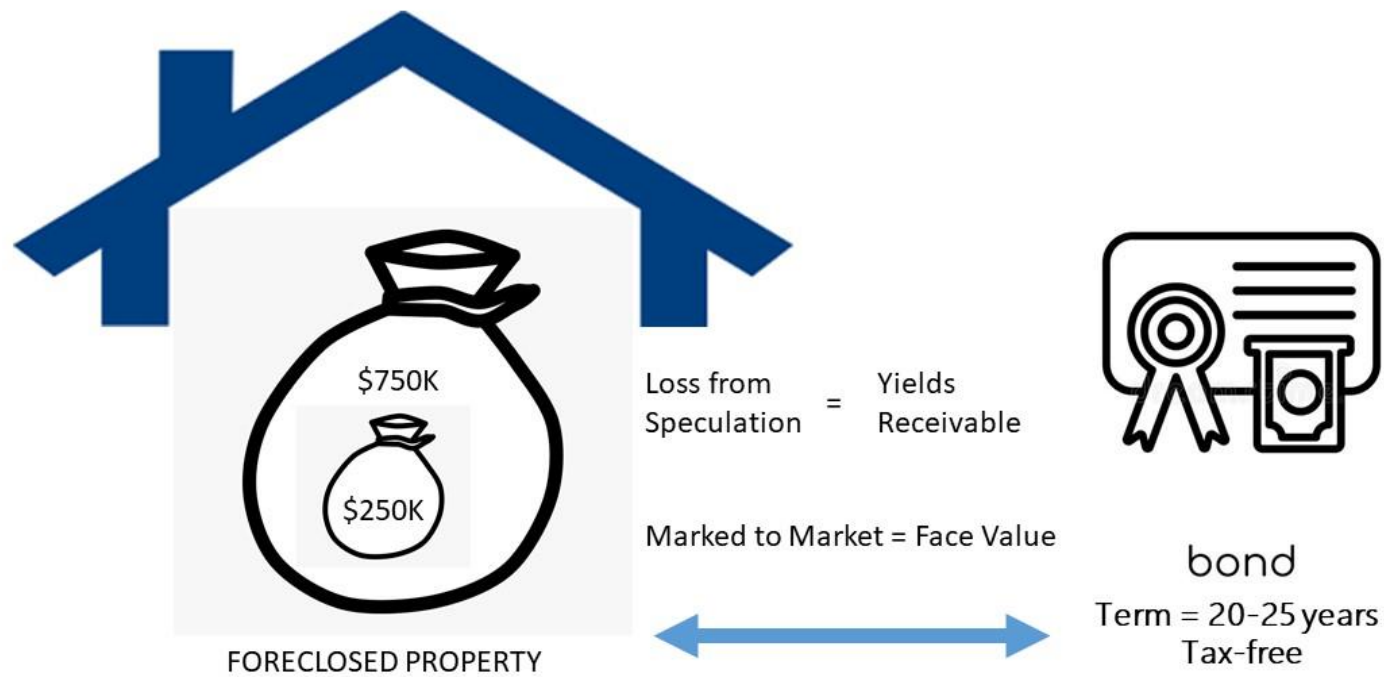 $750K
$250K
Loss from
Speculation
=
Yields
Receivable
Marked to Market = Face Value
FORECLOSED PROPERTY
bond
Term = 20-25 years
Tax-free